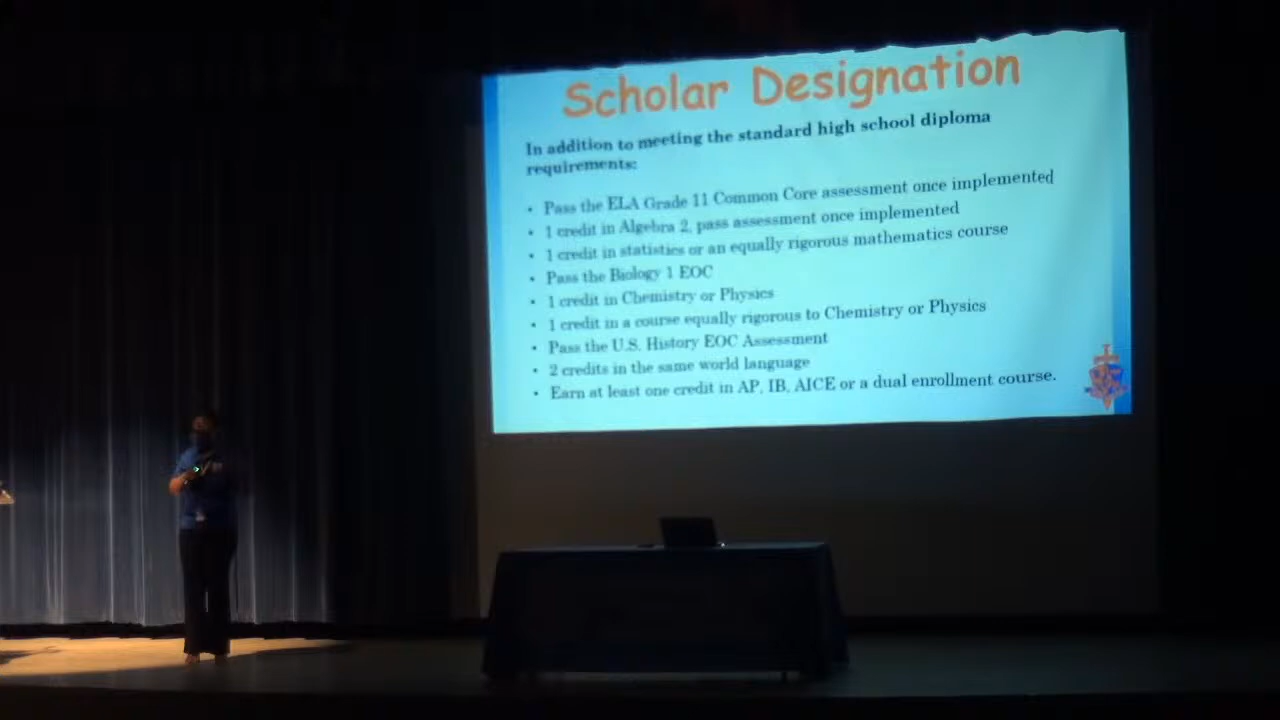 Scholar Designation
In addition to meeting the standard high school diploma
requirements:
• Pass the ELA Grade 11 Common Core assessment once implemented
• 1 credit in Algebra 2, pass assessment once implemented
• 1 credit in statistics or an equally rigorous mathematics course
• Pass the Biology 1 EOC
• 1 credit in Chemistry or Physics
• 1 credit in a course equally rigorous to Chemistry or Physics
• Pass the U.S. History EOC Assessment
• 2 credits in the same world language
• Earn at least one credit in AP, IB, AICE or a dual enrollment course.